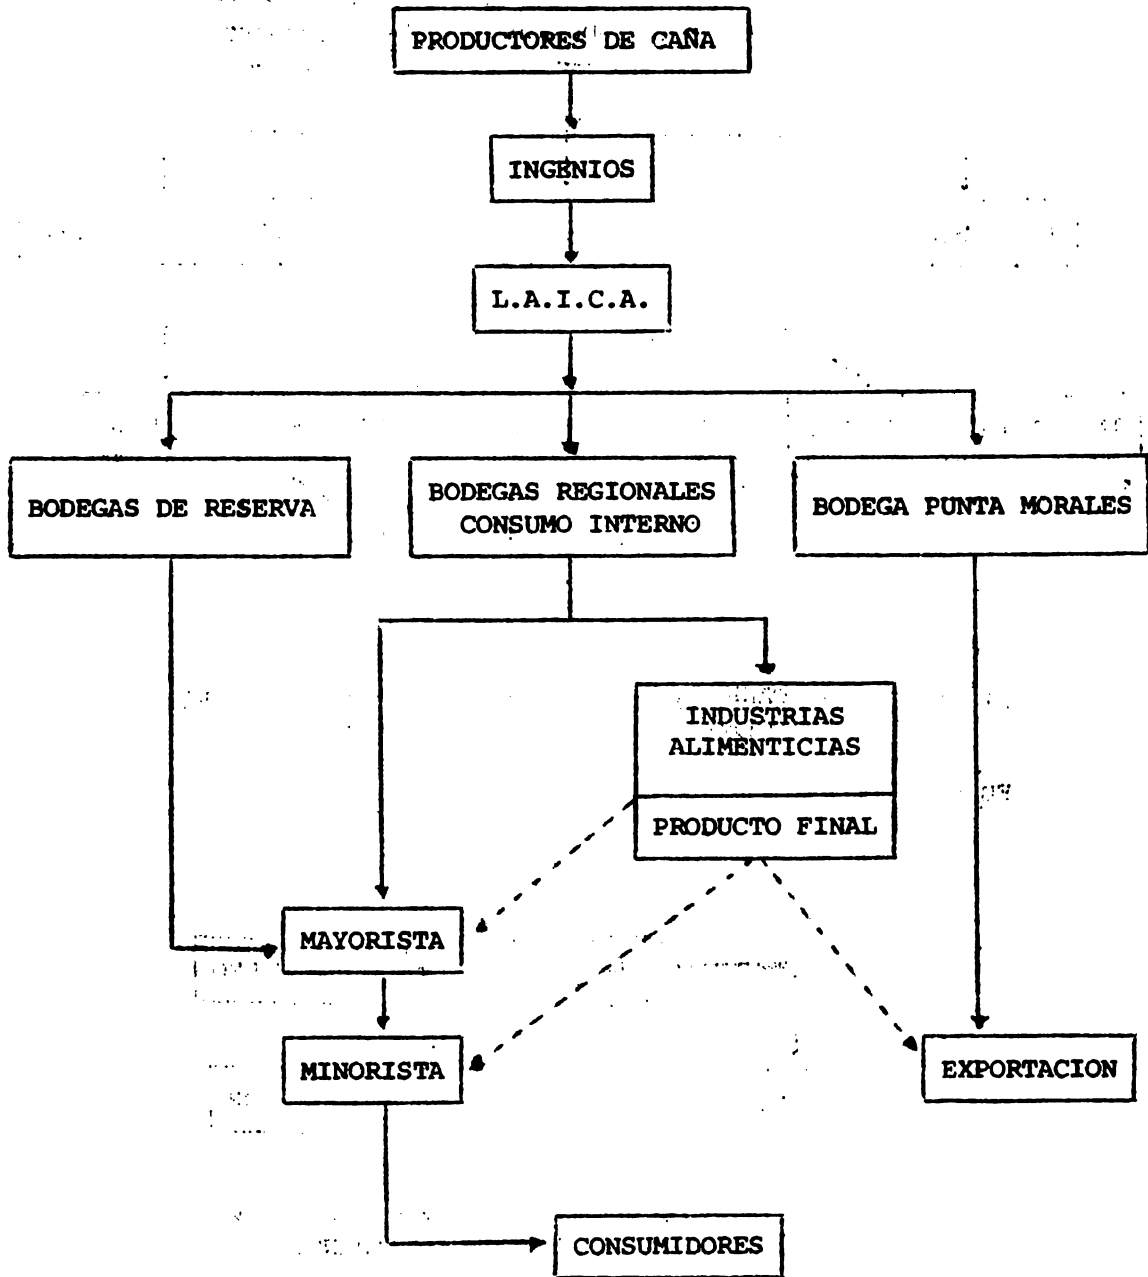 PRODUCTORES DE CAÑA
INGENIOS
L.A.I.C.A.
BODEGAS DE RESERVA
BODEGAS REGIONALES
CONSUMO INTERNO
BODEGA PUNTA MORALES
INDUSTRIAS
ALIMENTICIAS
PRODUCTO FINAL
MAYORISTA
MINORISTA
EXPORTACION
CONSUMIDORES